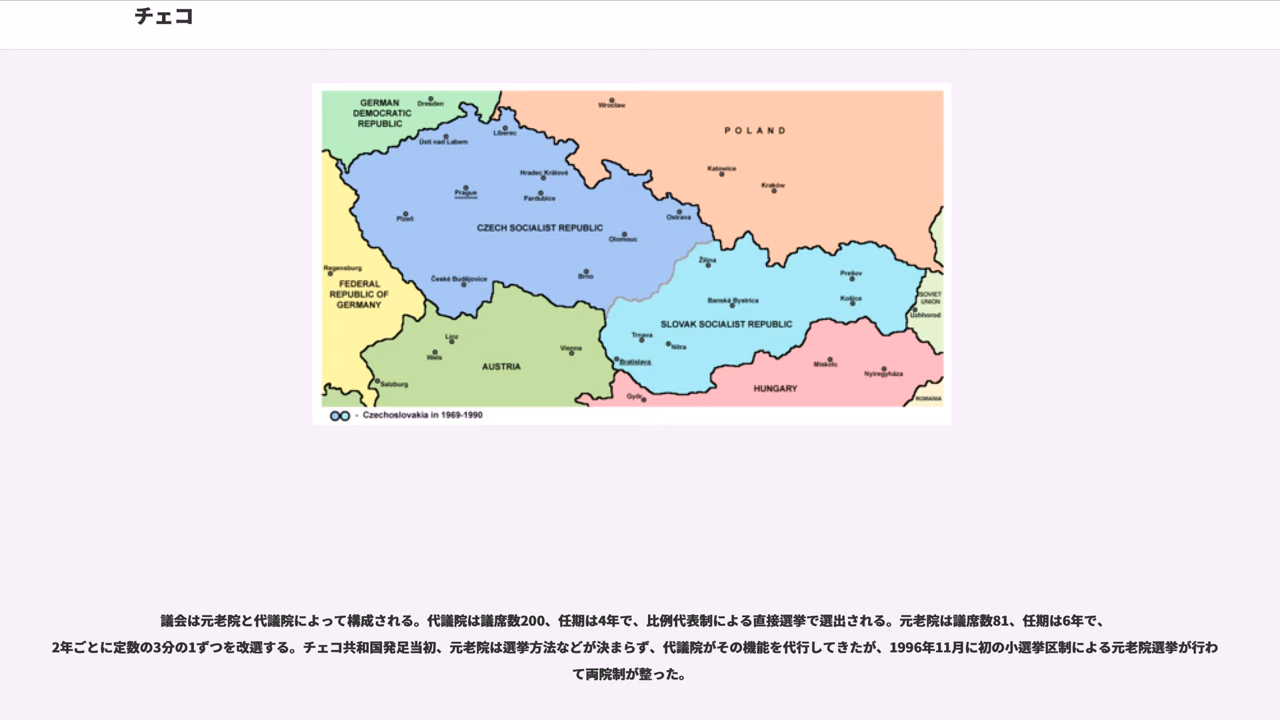 チェコ
GERMAN
DEMOCRATIC
REPUBLIC
Dresden
Wrocław
POLAND
Liberec
Ústí nad Labem
Hradec Králové
Katowice
Prague
Pardubice
Kraków
Plzeň
CZECH SOCIALIST REPUBLIC
Ostrava
Olomouc
Žilina
Regensburg
FEDERAL
REPUBLIC OF
GERMANY
České Budějovice
Brno
Prešov
Banská Bystrica
Košice
SOVIET
UNION
Uzhhorod
SLOVAK SOCIALIST REPUBLIC
Linz
Wels
Vienna
Trnava
Nitra
Bratislava
AUSTRIA
Miskolc
Nyíregyháza
Salzburg
HUNGARY
Győr
ROMANIA
- Czechoslovakia in 1969-1990
議会は元老院と代議院によって構成される。代議院は議席数200、任期は4年で、比例代表制による直接選挙で選出される。元老院は議席数81、任期は6年で、
2年ごとに定数の3分の1ずつを改選する。チェコ共和国発足当初、元老院は選挙方法などが決まらず、代議院がその機能を代行してきたが、1996年11月に初の小選挙区制による元老院選挙が行わ
て両院制が整った。